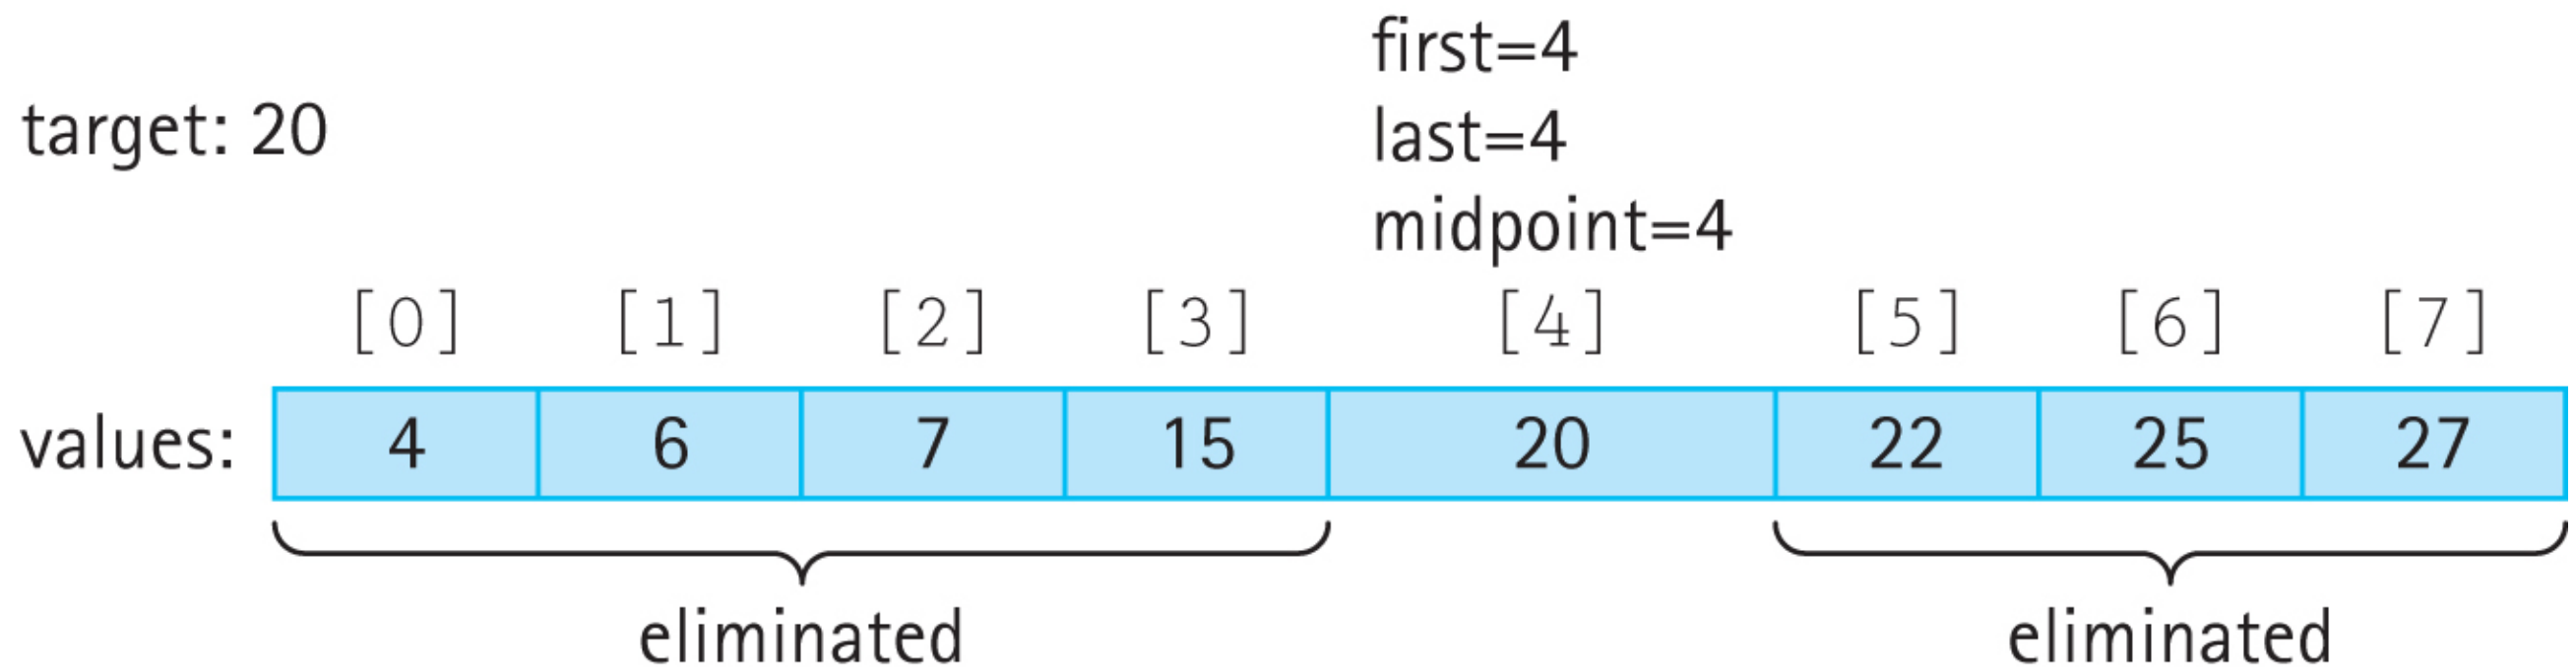 first=4
last=4
midpoint=4
target: 20
[0] [1] [2] [3] [4] [5] [6] [7]
values: 4 6 7 15 20 22 25 27
eliminated eliminated